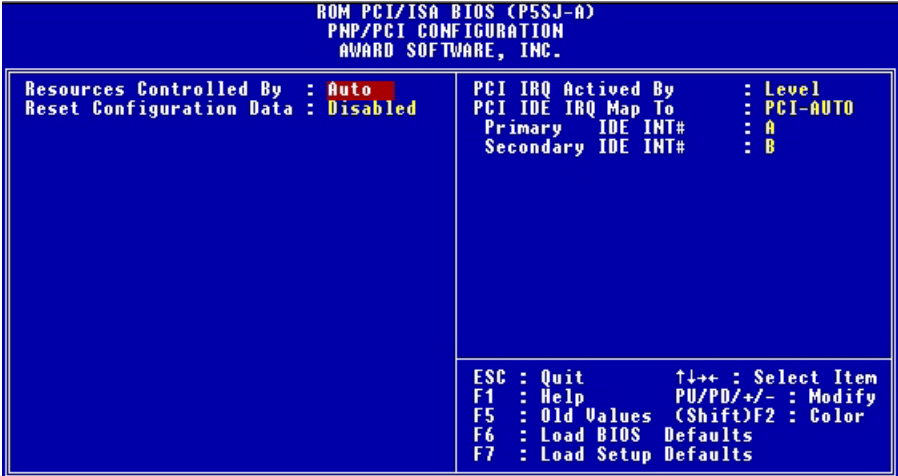 ROM PCI/ISA BIOS (P5SJ-A)
PNP/PCI CONFIGURATION
AWARD SOFTWARE, INC.
Resources Controlled By : Auto
Reset Configuration Data : Disabled
PCI IRQ Actived By : Level
PCI IDE IRQ Map To : PCI-AUTO
Primary IDE INT# : A
Secondary IDE INT# : B
ESC : Quit ↑↓→← : Select Item
F1 : Help PU/PD/+/- : Modify
F5 : Old Values (Shift)F2 : Color
F6 : Load BIOS Defaults
F7 : Load Setup Defaults